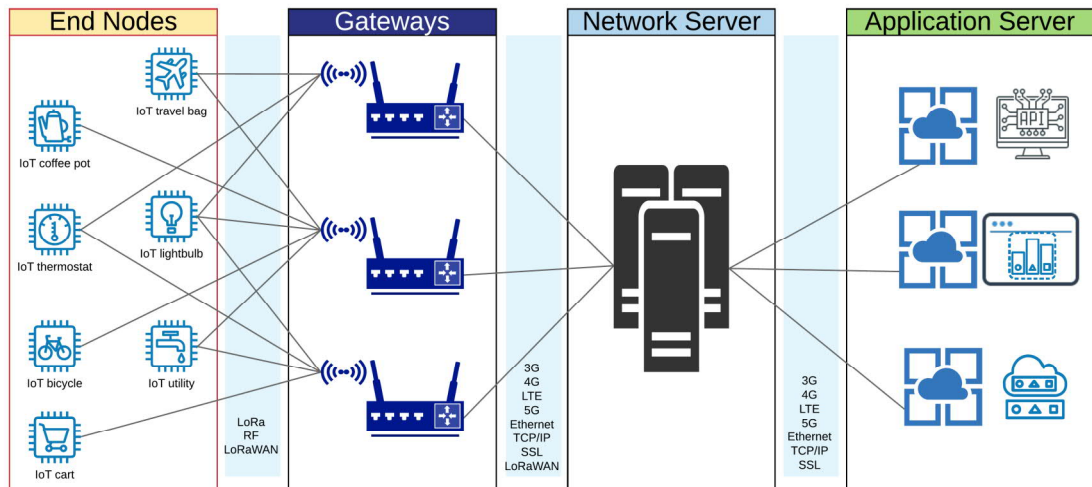 End Nodes
Gateways
Network Server
Application Server
IoT travel bag
IoT coffee pot
IoT thermostat
IoT lightbulb
IoT bicycle
IoT utility
IoT cart
LoRa
RF
LoRaWAN
3G
4G
LTE
5G
Ethernet
TCP/IP
SSL
LoRaWAN
3G
4G
LTE
5G
Ethernet
TCP/IP
SSL
API